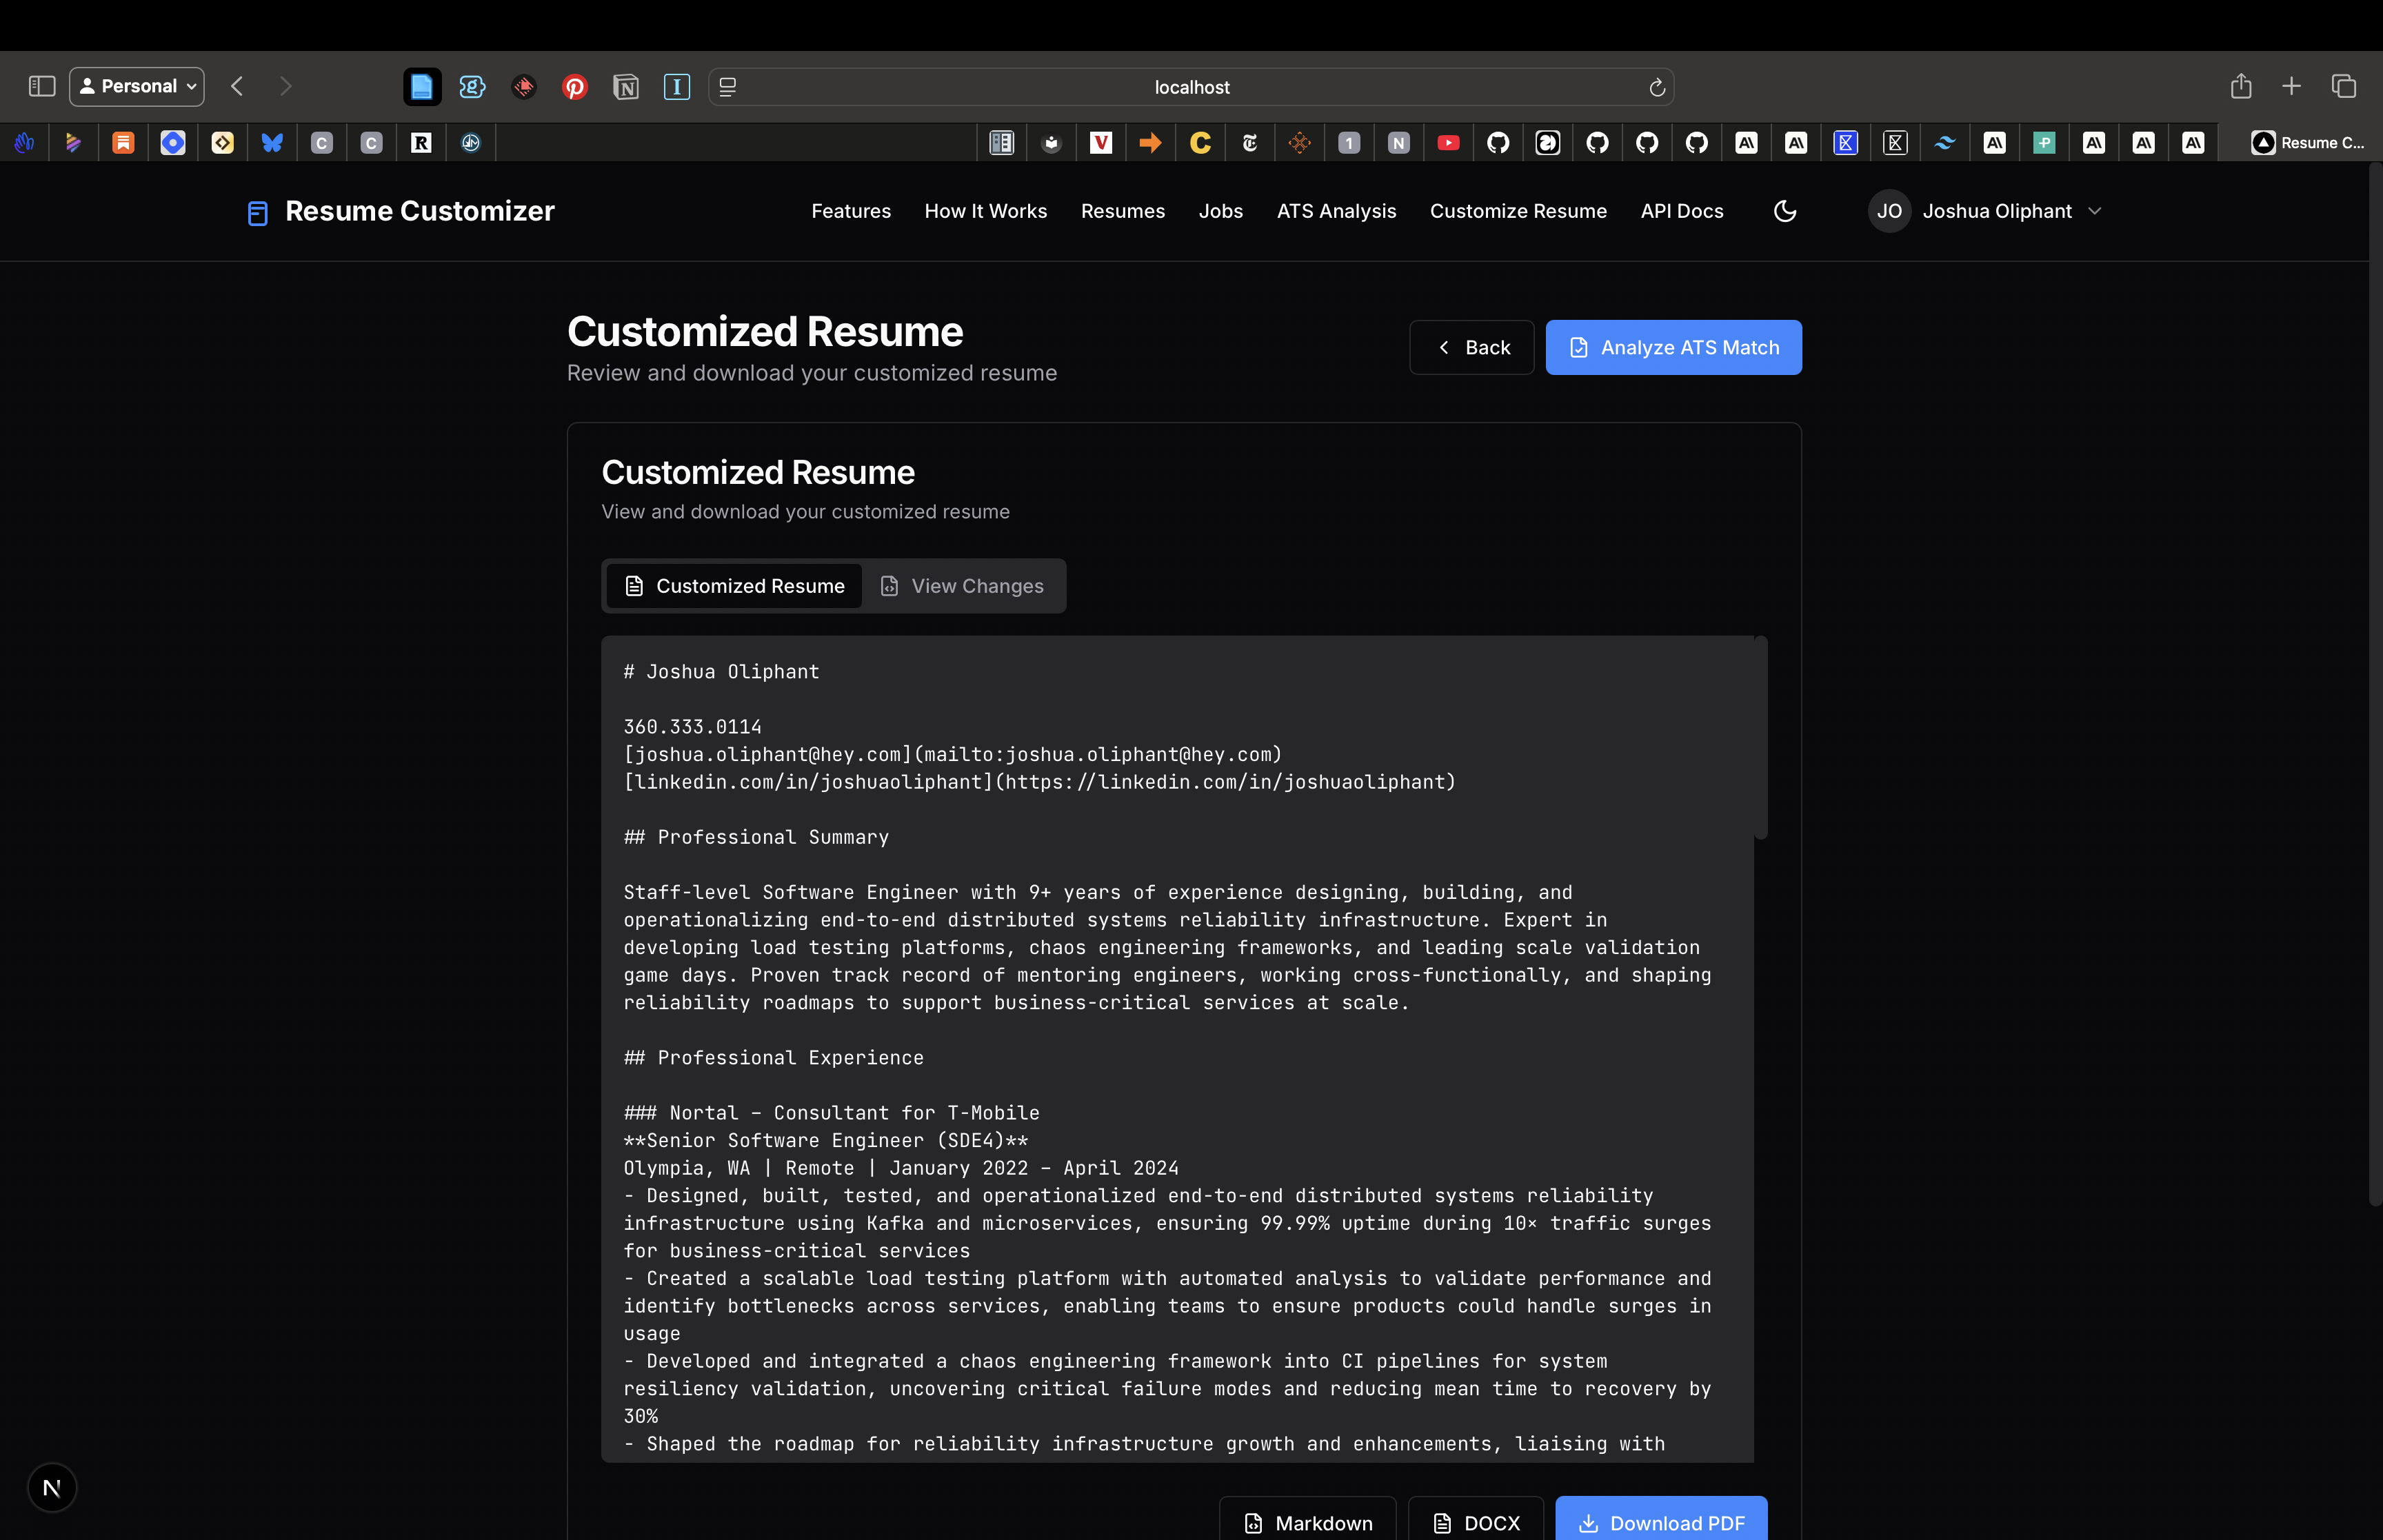 Personal
localhost
Resume C...
Resume Customizer
Features
How It Works
Resumes
Jobs
ATS Analysis
Customize Resume
API Docs
JO
Joshua Oliphant
Customized Resume
Review and download your customized resume
Back
Analyze ATS Match
Customized Resume
View and download your customized resume
Customized Resume
View Changes
# Joshua Oliphant
360.333.0114
[joshua.oliphant@hey.com](mailto:joshua.oliphant@hey.com)
[linkedin.com/in/joshuaoliphant](https://linkedin.com/in/joshuaoliphant)
## Professional Summary
Staff-level Software Engineer with 9+ years of experience designing, building, and
operationalizing end-to-end distributed systems reliability infrastructure. Expert in
developing load testing platforms, chaos engineering frameworks, and leading scale validation
game days. Proven track record of mentoring engineers, working cross-functionally, and shaping
reliability roadmaps to support business-critical services at scale.
## Professional Experience
### Nortal – Consultant for T-Mobile
**Senior Software Engineer (SDE4)**
Olympia, WA | Remote | January 2022 – April 2024
- Designed, built, tested, and operationalized end-to-end distributed systems reliability
infrastructure using Kafka and microservices, ensuring 99.99% uptime during 10× traffic surges
for business-critical services
- Created a scalable load testing platform with automated analysis to validate performance and
identify bottlenecks across services, enabling teams to ensure products could handle surges in
usage
- Developed and integrated a chaos engineering framework into CI pipelines for system
resiliency validation, uncovering critical failure modes and reducing mean time to recovery by
30%
- Shaped the roadmap for reliability infrastructure growth and enhancements, liaising with
N
Markdown
DOCX
Download PDF